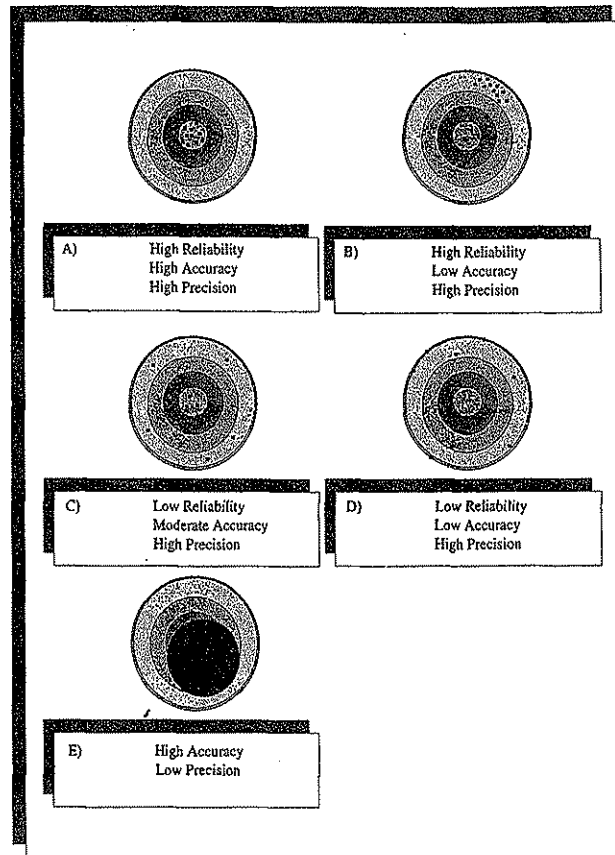 A) High Reliability
High Accuracy
High Precision
B) High Reliability
Low Accuracy
High Precision
C) Low Reliability
Moderate Accuracy
High Precision
D) Low Reliability
Low Accuracy
High Precision
E) High Accuracy
Low Precision